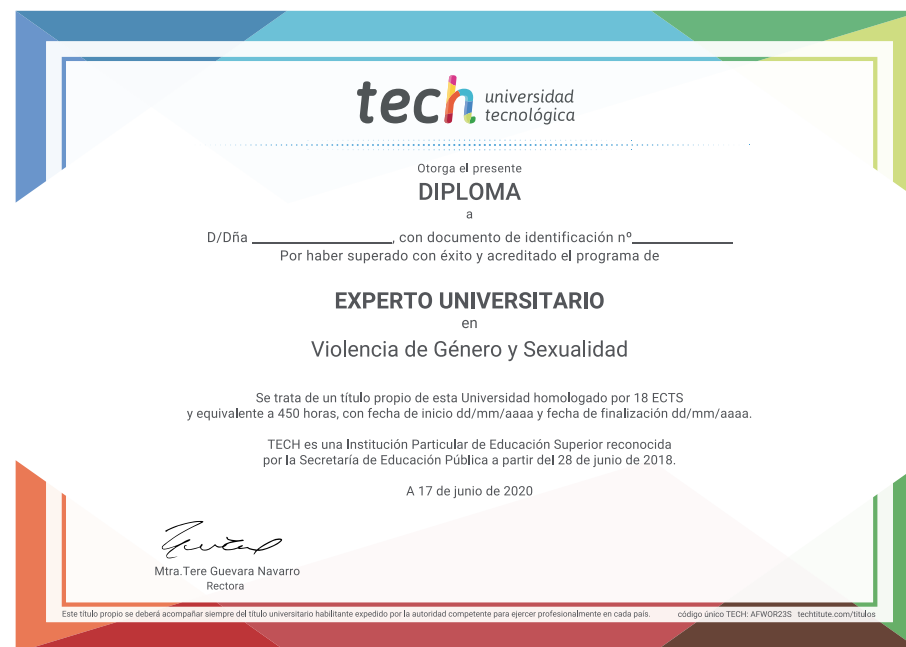 tech universidad
tecnológica
Otorga el presente
DIPLOMA
a
D/Dña ____________________, con documento de identificación nº______________
Por haber superado con éxito y acreditado el programa de
EXPERTO UNIVERSITARIO
en
Violencia de Género y Sexualidad
Se trata de un título propio de esta Universidad homologado por 18 ECTS
y equivalente a 450 horas, con fecha de inicio dd/mm/aaaa y fecha de finalización dd/mm/aaaa.
TECH es una Institución Particular de Educación Superior reconocida
por la Secretaría de Educación Pública a partir del 28 de junio de 2018.
A 17 de junio de 2020
Mtra.Tere Guevara Navarro
Rectora
Este título propio se deberá acompañar siempre del título universitario habilitante expedido por la autoridad competente para ejercer profesionalmente en cada país. código único TECH: AFWOR23S techtitute.com/titulos